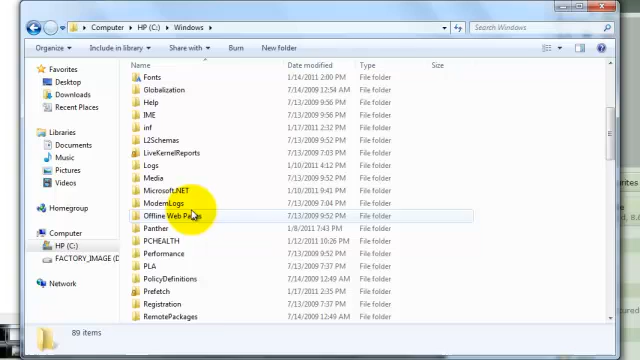 Computer ▸ HP (C:) ▸ Windows ▸
Search Windows
Organize
Include in library
Share with
Burn
New folder
Name
Date modified
Type
Size
Favorites
Desktop
Downloads
Recent Places
Libraries
Documents
Music
Pictures
Videos
Homegroup
Computer
HP (C:)
FACTORY_IMAGE (D
Network
Fonts 1/14/2011 2:00 PM File folder
Globalization 7/14/2009 12:54 AM File folder
Help 7/13/2009 9:56 PM File folder
IME 7/13/2009 9:56 PM File folder
inf 1/17/2011 2:32 PM File folder
L2Schemas 7/13/2009 9:52 PM File folder
LiveKernelReports 7/13/2009 7:03 PM File folder
Logs 1/10/2011 4:12 PM File folder
Media 7/13/2009 9:52 PM File folder
Microsoft.NET 1/10/2011 9:41 PM File folder
ModemLogs 7/13/2009 7:04 PM File folder
Offline Web Pages 7/13/2009 9:52 PM File folder
Panther 1/8/2011 7:43 PM File folder
PCHEALTH 1/12/2011 10:26 PM File folder
Performance 7/13/2009 9:52 PM File folder
PLA 7/13/2009 9:52 PM File folder
PolicyDefinitions 7/14/2009 12:49 AM File folder
Prefetch 1/17/2011 2:35 PM File folder
Registration 7/13/2009 9:52 PM File folder
RemotePackages 7/14/2009 12:49 AM File folder
89 items